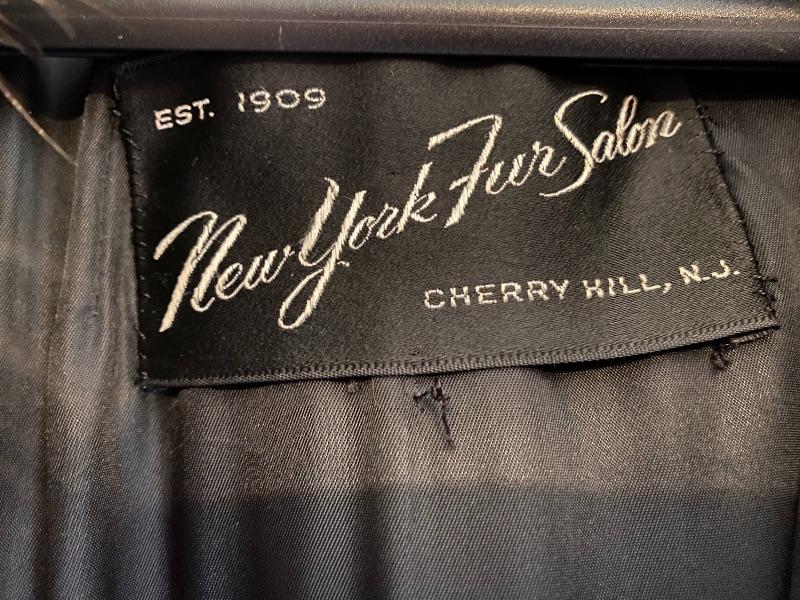 EST. 1909
New York Fur Salon
CHERRY HILL, N.J.